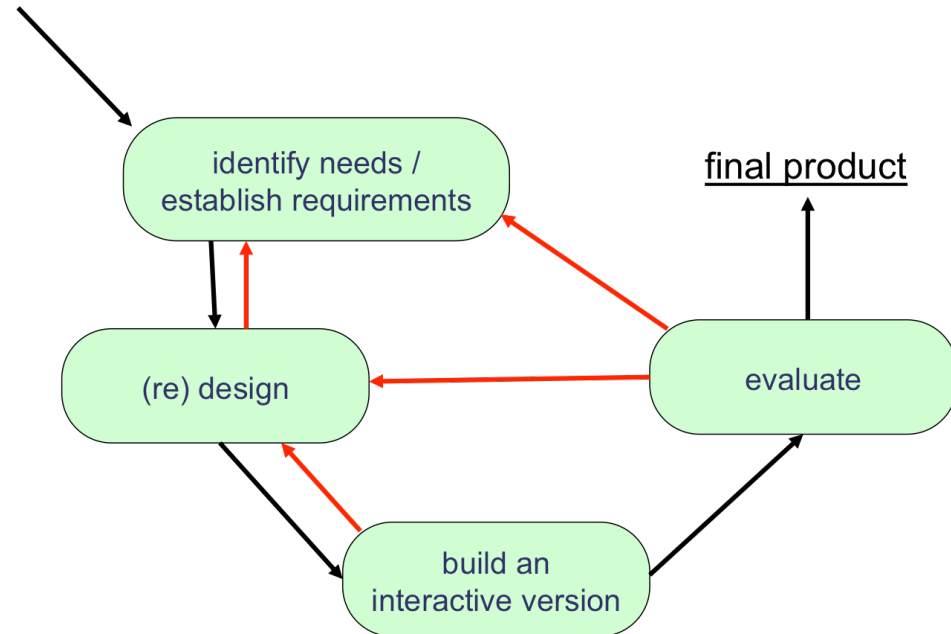 identify needs /
establish requirements
final product
(re) design
evaluate
build an
interactive version